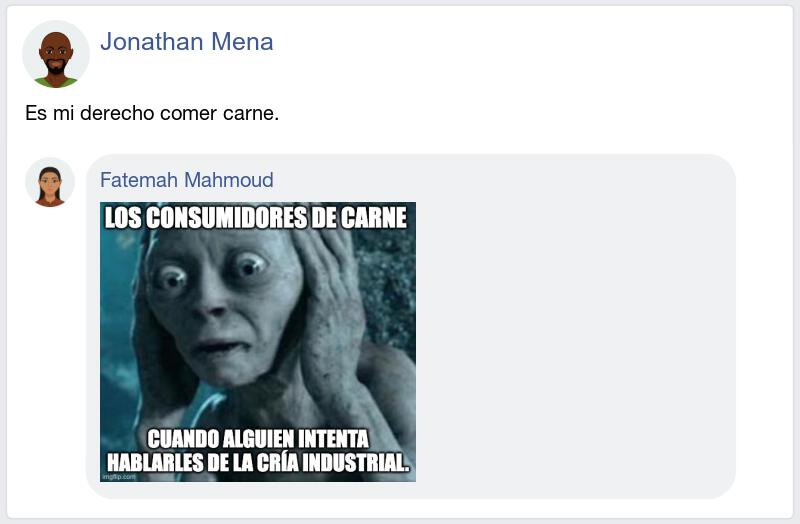 Jonathan Mena
Es mi derecho comer carne.
Fatemah Mahmoud
LOS CONSUMIDORES DE CARNE
CUANDO ALGUIEN INTENTA
HABLARLES DE LA CRÍA INDUSTRIAL.
imgflip.com